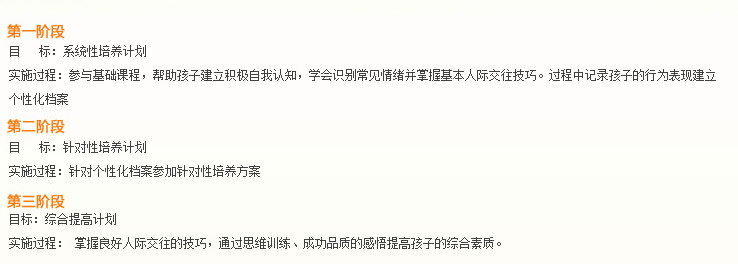 第一阶段
目　标：系统性培养计划
实施过程：参与基础课程，帮助孩子建立积极自我认知，学会识别常见情绪并掌握基本人际交往技巧。过程中记录孩子的行为表现建立
个性化档案
第二阶段
目　标：针对性培养计划
实施过程：针对个性化档案参加针对性培养方案
第三阶段
目标：综合提高计划
实施过程： 掌握良好人际交往的技巧，通过思维训练、成功品质的感悟提高孩子的综合素质。